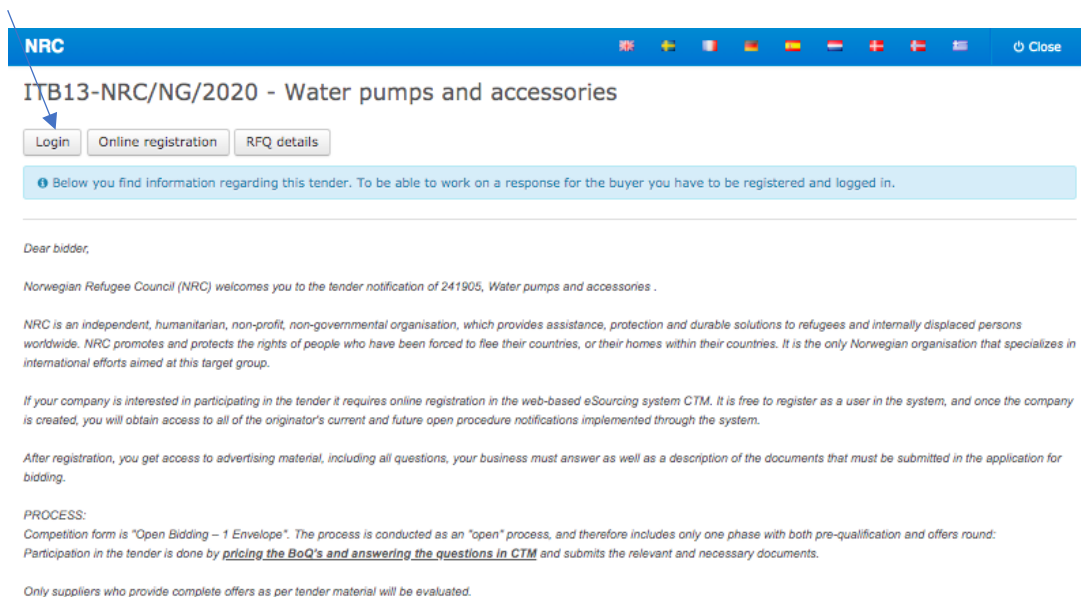 NRC
Close
ITB13-NRC/NG/2020 - Water pumps and accessories
Login Online registration RFQ details
Below you find information regarding this tender. To be able to work on a response for the buyer you have to be registered and logged in.
Dear bidder,
Norwegian Refugee Council (NRC) welcomes you to the tender notification of 241905, Water pumps and accessories .
NRC is an independent, humanitarian, non-profit, non-governmental organisation, which provides assistance, protection and durable solutions to refugees and internally displaced persons
worldwide. NRC promotes and protects the rights of people who have been forced to flee their countries, or their homes within their countries. It is the only Norwegian organisation that specializes in
international efforts aimed at this target group.
If your company is interested in participating in the tender it requires online registration in the web-based eSourcing system CTM. It is free to register as a user in the system, and once the company
is created, you will obtain access to all of the originator's current and future open procedure notifications implemented through the system.
After registration, you get access to advertising material, including all questions, your business must answer as well as a description of the documents that must be submitted in the application for
bidding.
PROCESS:
Competition form is "Open Bidding – 1 Envelope". The process is conducted as an "open" process, and therefore includes only one phase with both pre-qualification and offers round:
Participation in the tender is done by pricing the BoQ's and answering the questions in CTM and submits the relevant and necessary documents.
Only suppliers who provide complete offers as per tender material will be evaluated.